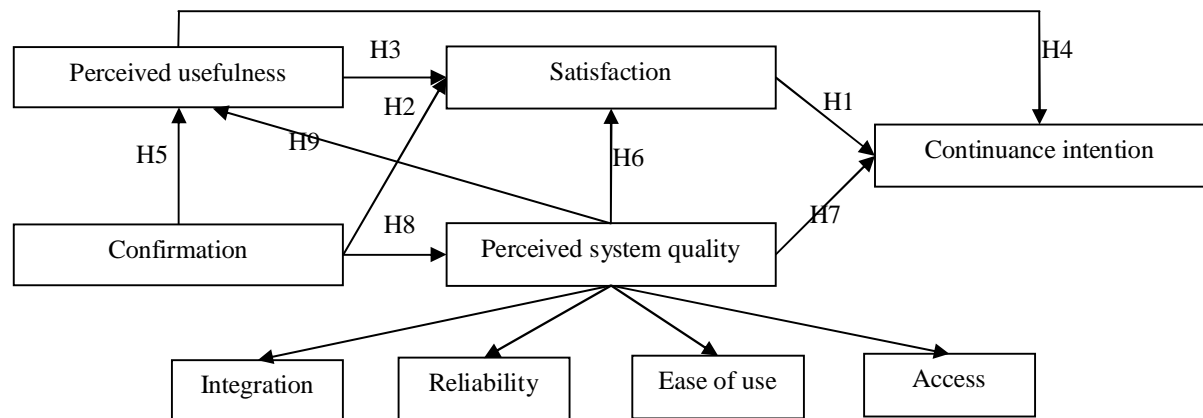 H3
H4
Perceived usefulness
Satisfaction
H2
H1
H5
H9
H6
Continuance intention
H7
Confirmation
H8
Perceived system quality
Integration
Reliability
Ease of use
Access